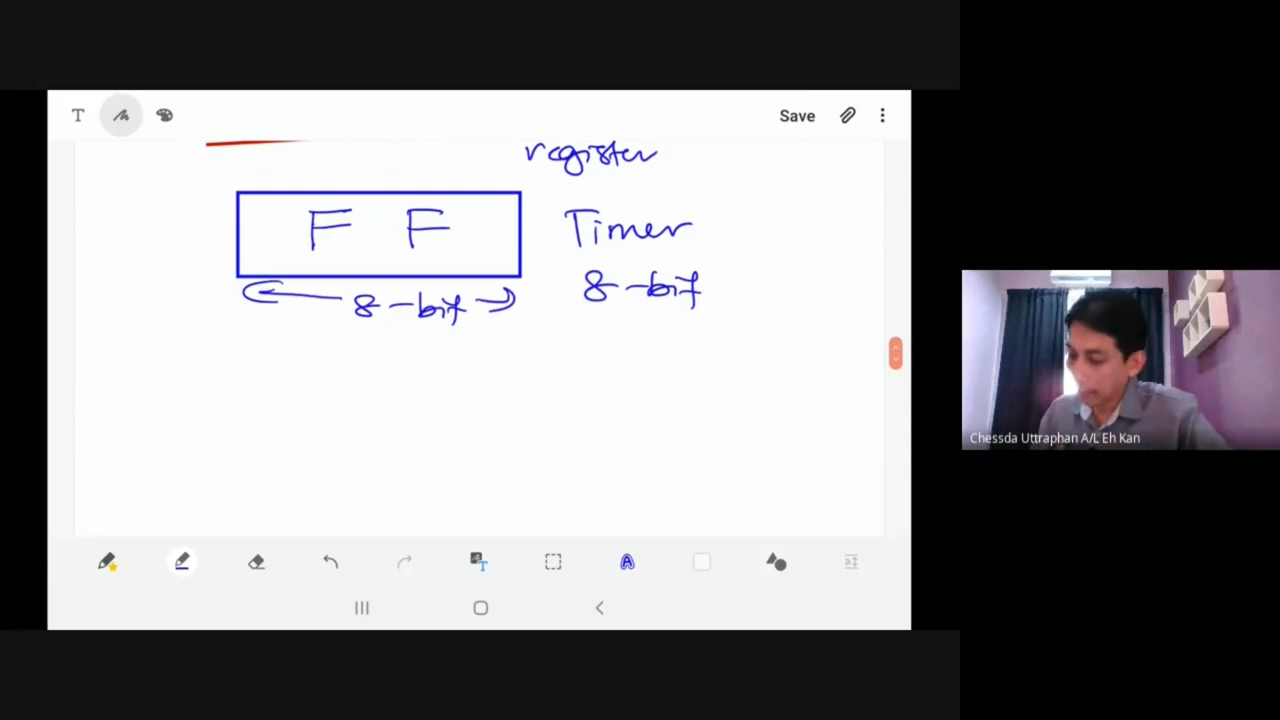 T Save
register
F F Timer
8-bit 8-bit
Chessda Uttraphan A/L Eh Kan
T
A